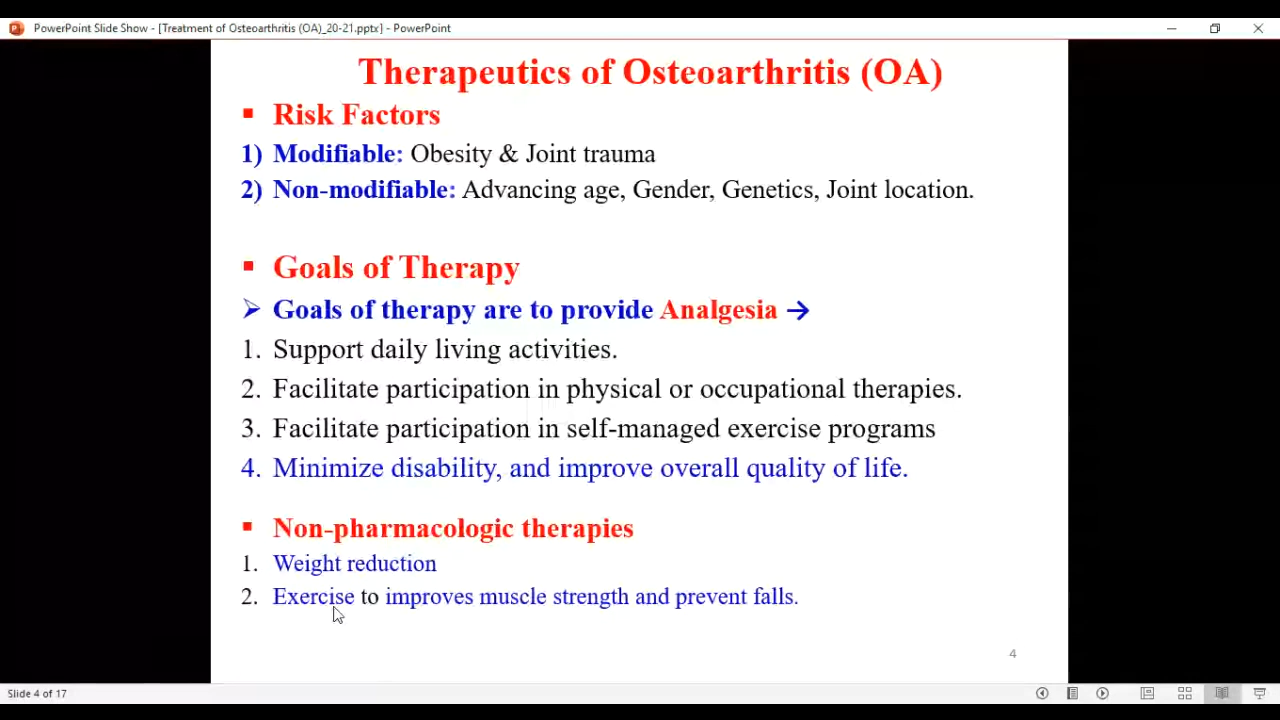 PowerPoint Slide Show - [Treatment of Osteoarthritis (OA)_20-21.pptx] - PowerPoint
Therapeutics of Osteoarthritis (OA)
▪ Risk Factors
1) Modifiable: Obesity & Joint trauma
2) Non-modifiable: Advancing age, Gender, Genetics, Joint location.
▪ Goals of Therapy
➢ Goals of therapy are to provide Analgesia →
1. Support daily living activities.
2. Facilitate participation in physical or occupational therapies.
3. Facilitate participation in self-managed exercise programs
4. Minimize disability, and improve overall quality of life.
▪ Non-pharmacologic therapies
1. Weight reduction
2. Exercise to improves muscle strength and prevent falls.
4
Slide 4 of 17